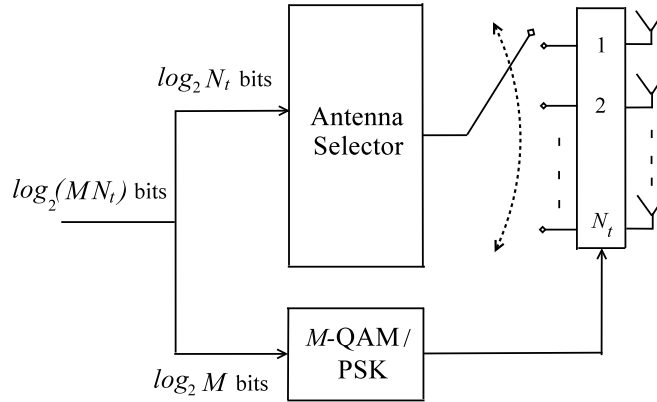 log₂ Nₜ bits
Antenna
Selector
1
2
Nₜ
log₂(MNₜ) bits
M-QAM/
PSK
log₂ M bits